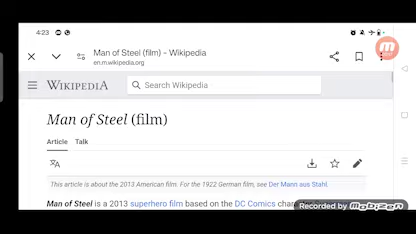 4:23
Man of Steel (film) - Wikipedia
en.m.wikipedia.org
WIKIPEDIA
Search Wikipedia
Man of Steel (film)
Article Talk
This article is about the 2013 American film. For the 1922 German film, see Der Mann aus Stahl.
Man of Steel is a 2013 superhero film based on the DC Comics
Recorded by Mobizen